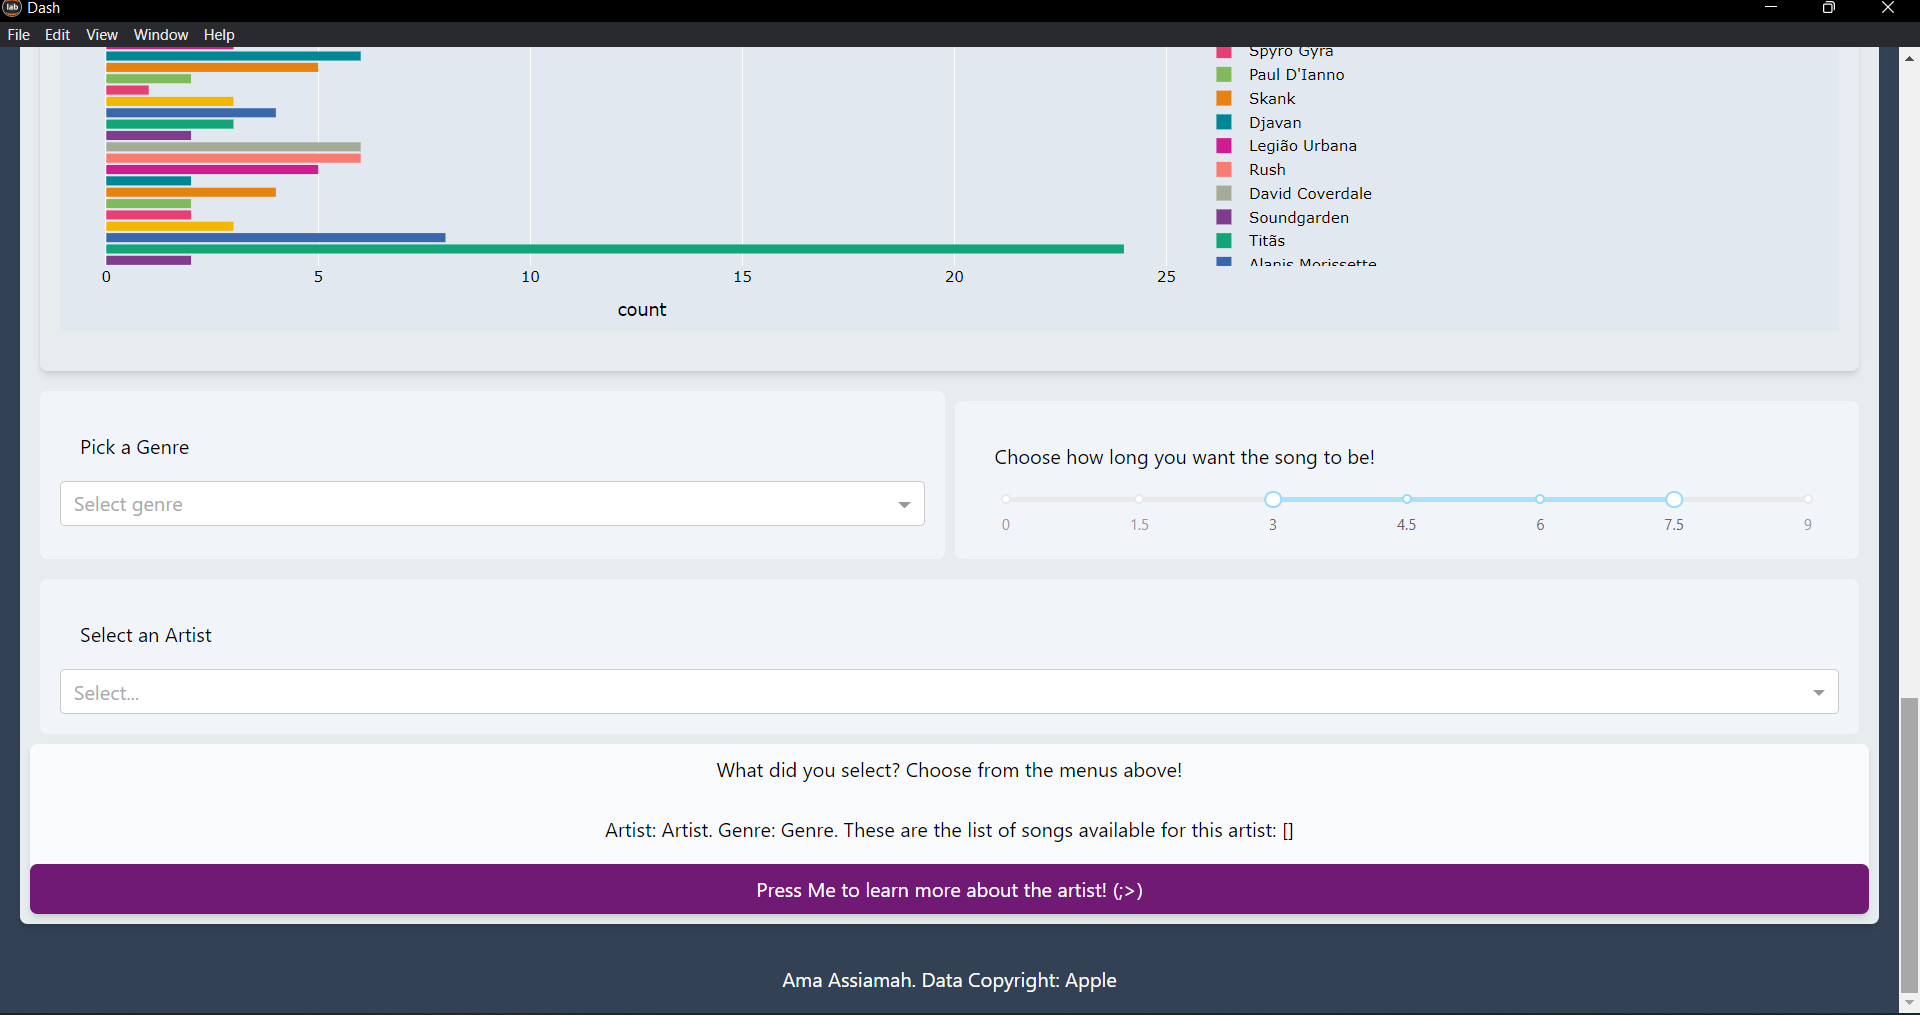 lab Dash
File Edit View Window Help
Spyro Gyra
Paul D'Ianno
Skank
Djavan
Legião Urbana
Rush
David Coverdale
Soundgarden
Titãs
Alanis Morissette
0 5 10 15 20 25
count
Pick a Genre
Select genre
Choose how long you want the song to be!
0 1.5 3 4.5 6 7.5 9
Select an Artist
Select...
What did you select? Choose from the menus above!
Artist: Artist. Genre: Genre. These are the list of songs available for this artist: []
Press Me to learn more about the artist! (;>)
Ama Assiamah. Data Copyright: Apple